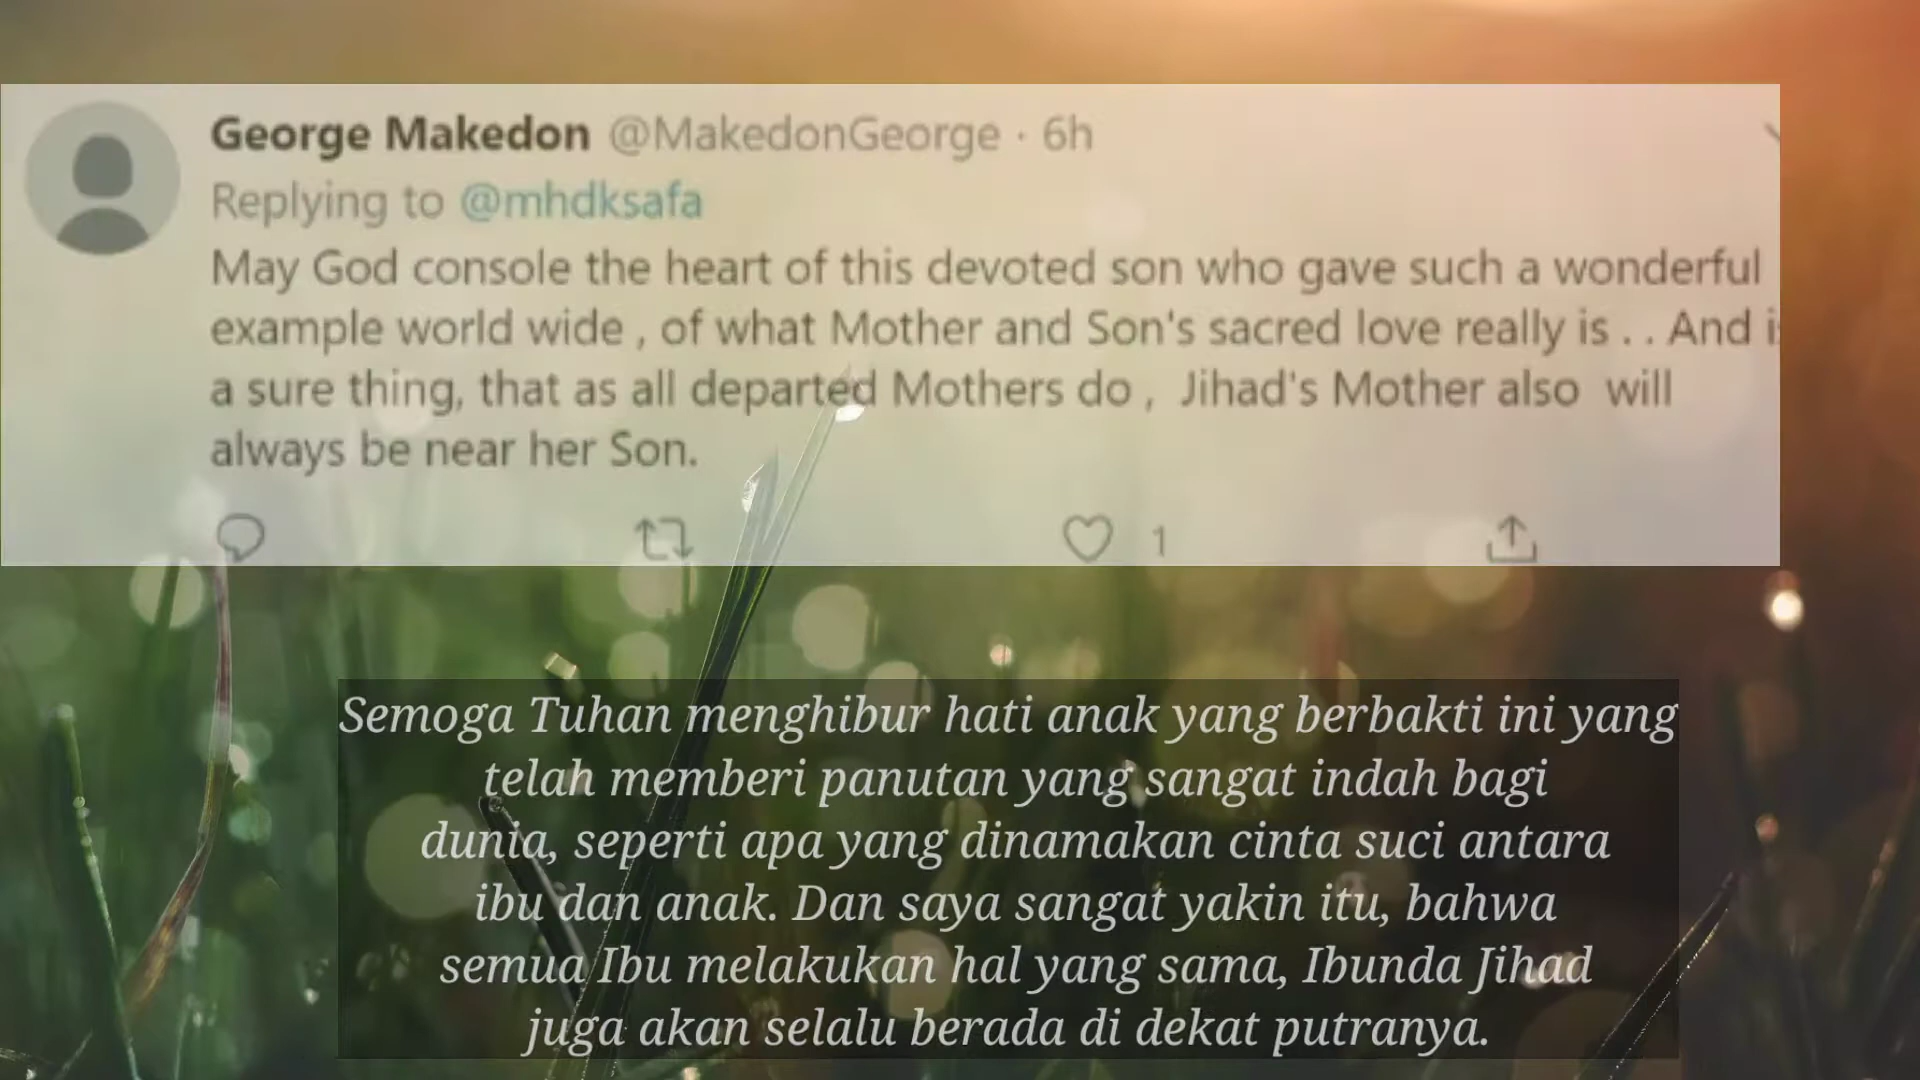 George Makedon @MakedonGeorge · 6h
Replying to @mhdksafa
May God console the heart of this devoted son who gave such a wonderful
example world wide , of what Mother and Son's sacred love really is . . And
a sure thing, that as all departed Mothers do , Jihad's Mother also will
always be near her Son.
1
Semoga Tuhan menghibur hati anak yang berbakti ini yang
telah memberi panutan yang sangat indah bagi
dunia, seperti apa yang dinamakan cinta suci antara
ibu dan anak. Dan saya sangat yakin itu, bahwa
semua Ibu melakukan hal yang sama, Ibunda Jihad
juga akan selalu berada di dekat putranya.